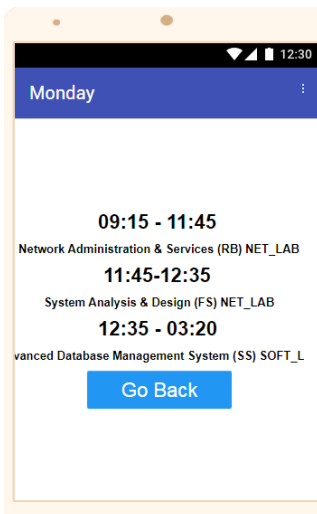 12:30
Monday
09:15 - 11:45
Network Administration & Services (RB) NET_LAB
11:45-12:35
System Analysis & Design (FS) NET_LAB
12:35 - 03:20
vanced Database Management System (SS) SOFT_L
Go Back